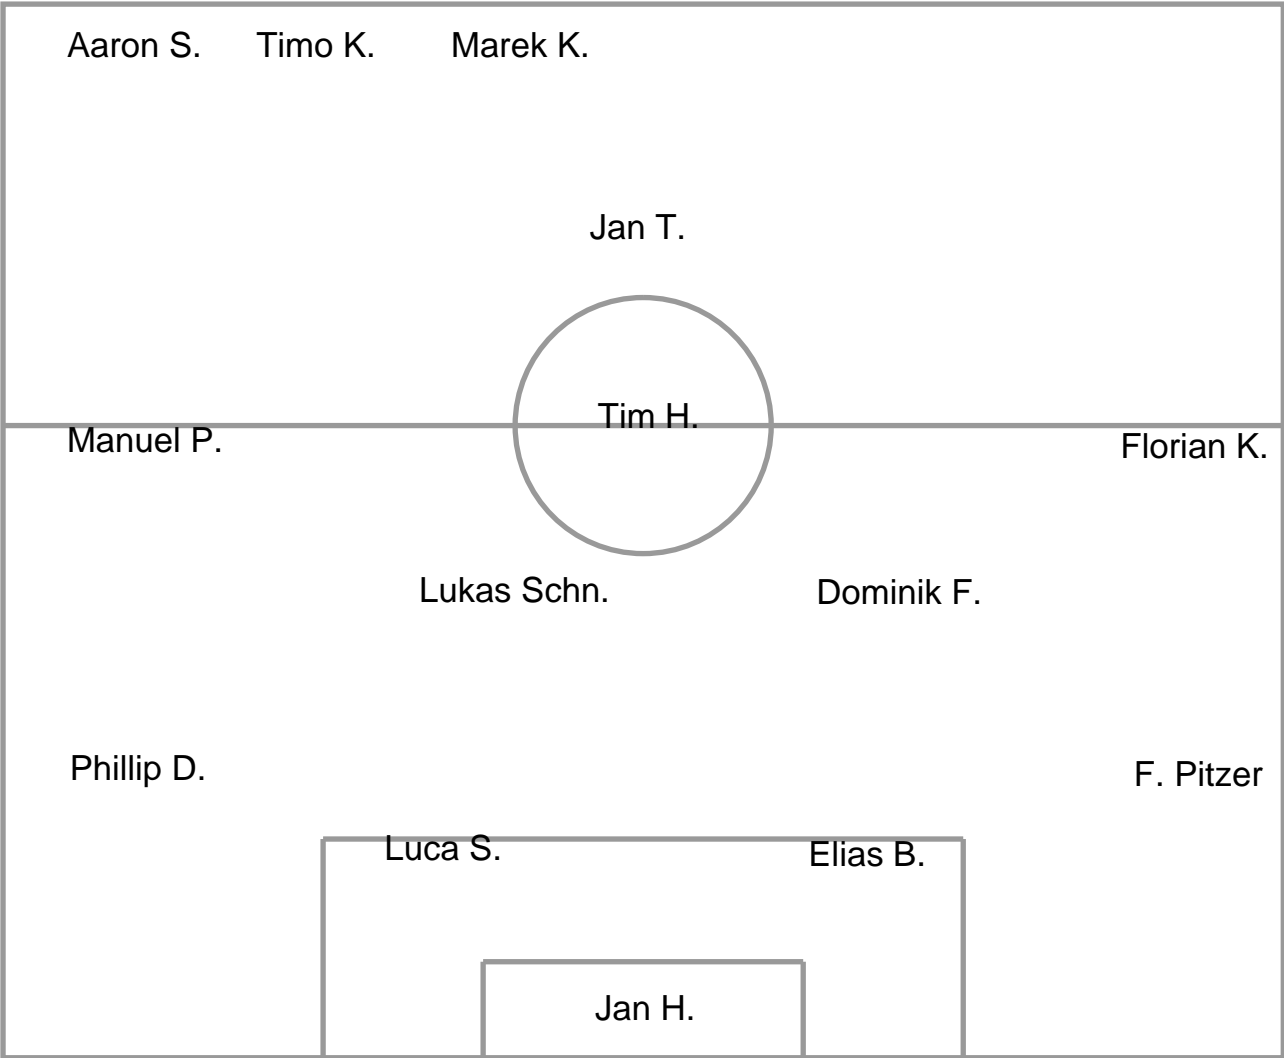 Aaron S. Timo K. Marek K.
Jan T.
Tim H.
Manuel P. Florian K.
Lukas Schn. Dominik F.
Phillip D. F. Pitzer
Luca S. Elias B.
Jan H.